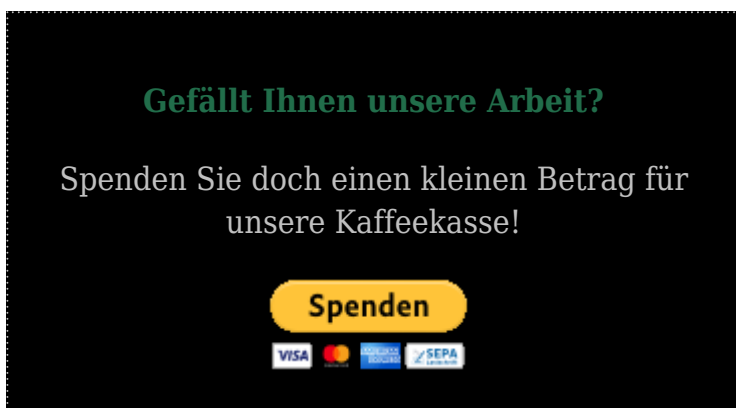 Gefällt Ihnen unsere Arbeit?
Spenden Sie doch einen kleinen Betrag für
unsere Kaffeekasse!
Spenden
VISA SEPA